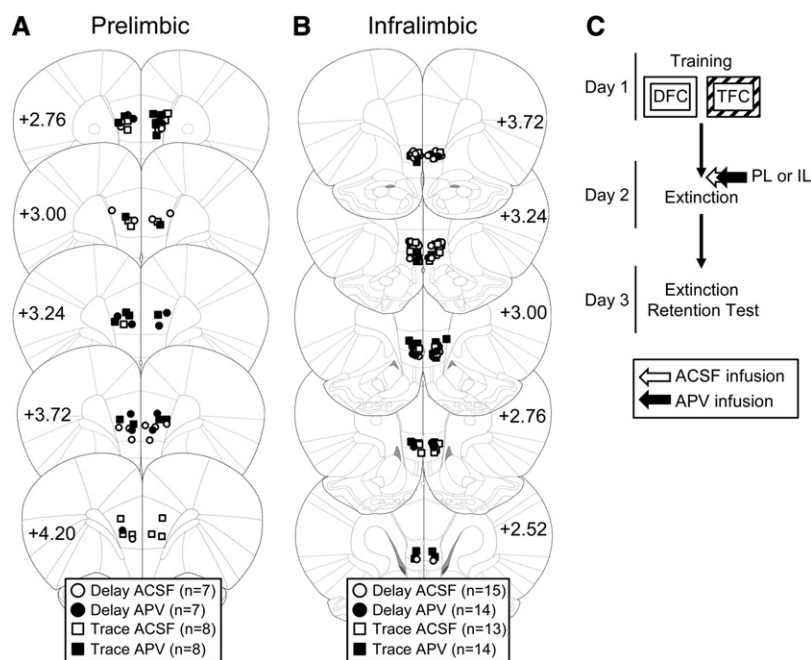 A
Prelimbic
+2.76
+3.00
+3.24
+3.72
+4.20
Delay ACSF (n=7)
Delay APV (n=7)
Trace ACSF (n=8)
Trace APV (n=8)
B
Infralimbic
+3.72
+3.24
+3.00
+2.76
+2.52
Delay ACSF (n=15)
Delay APV (n=14)
Trace ACSF (n=13)
Trace APV (n=14)
C
Training
Day 1
DFC
TFC
PL or IL
Day 2
Extinction
Day 3
Extinction
Retention Test
ACSF infusion
APV infusion